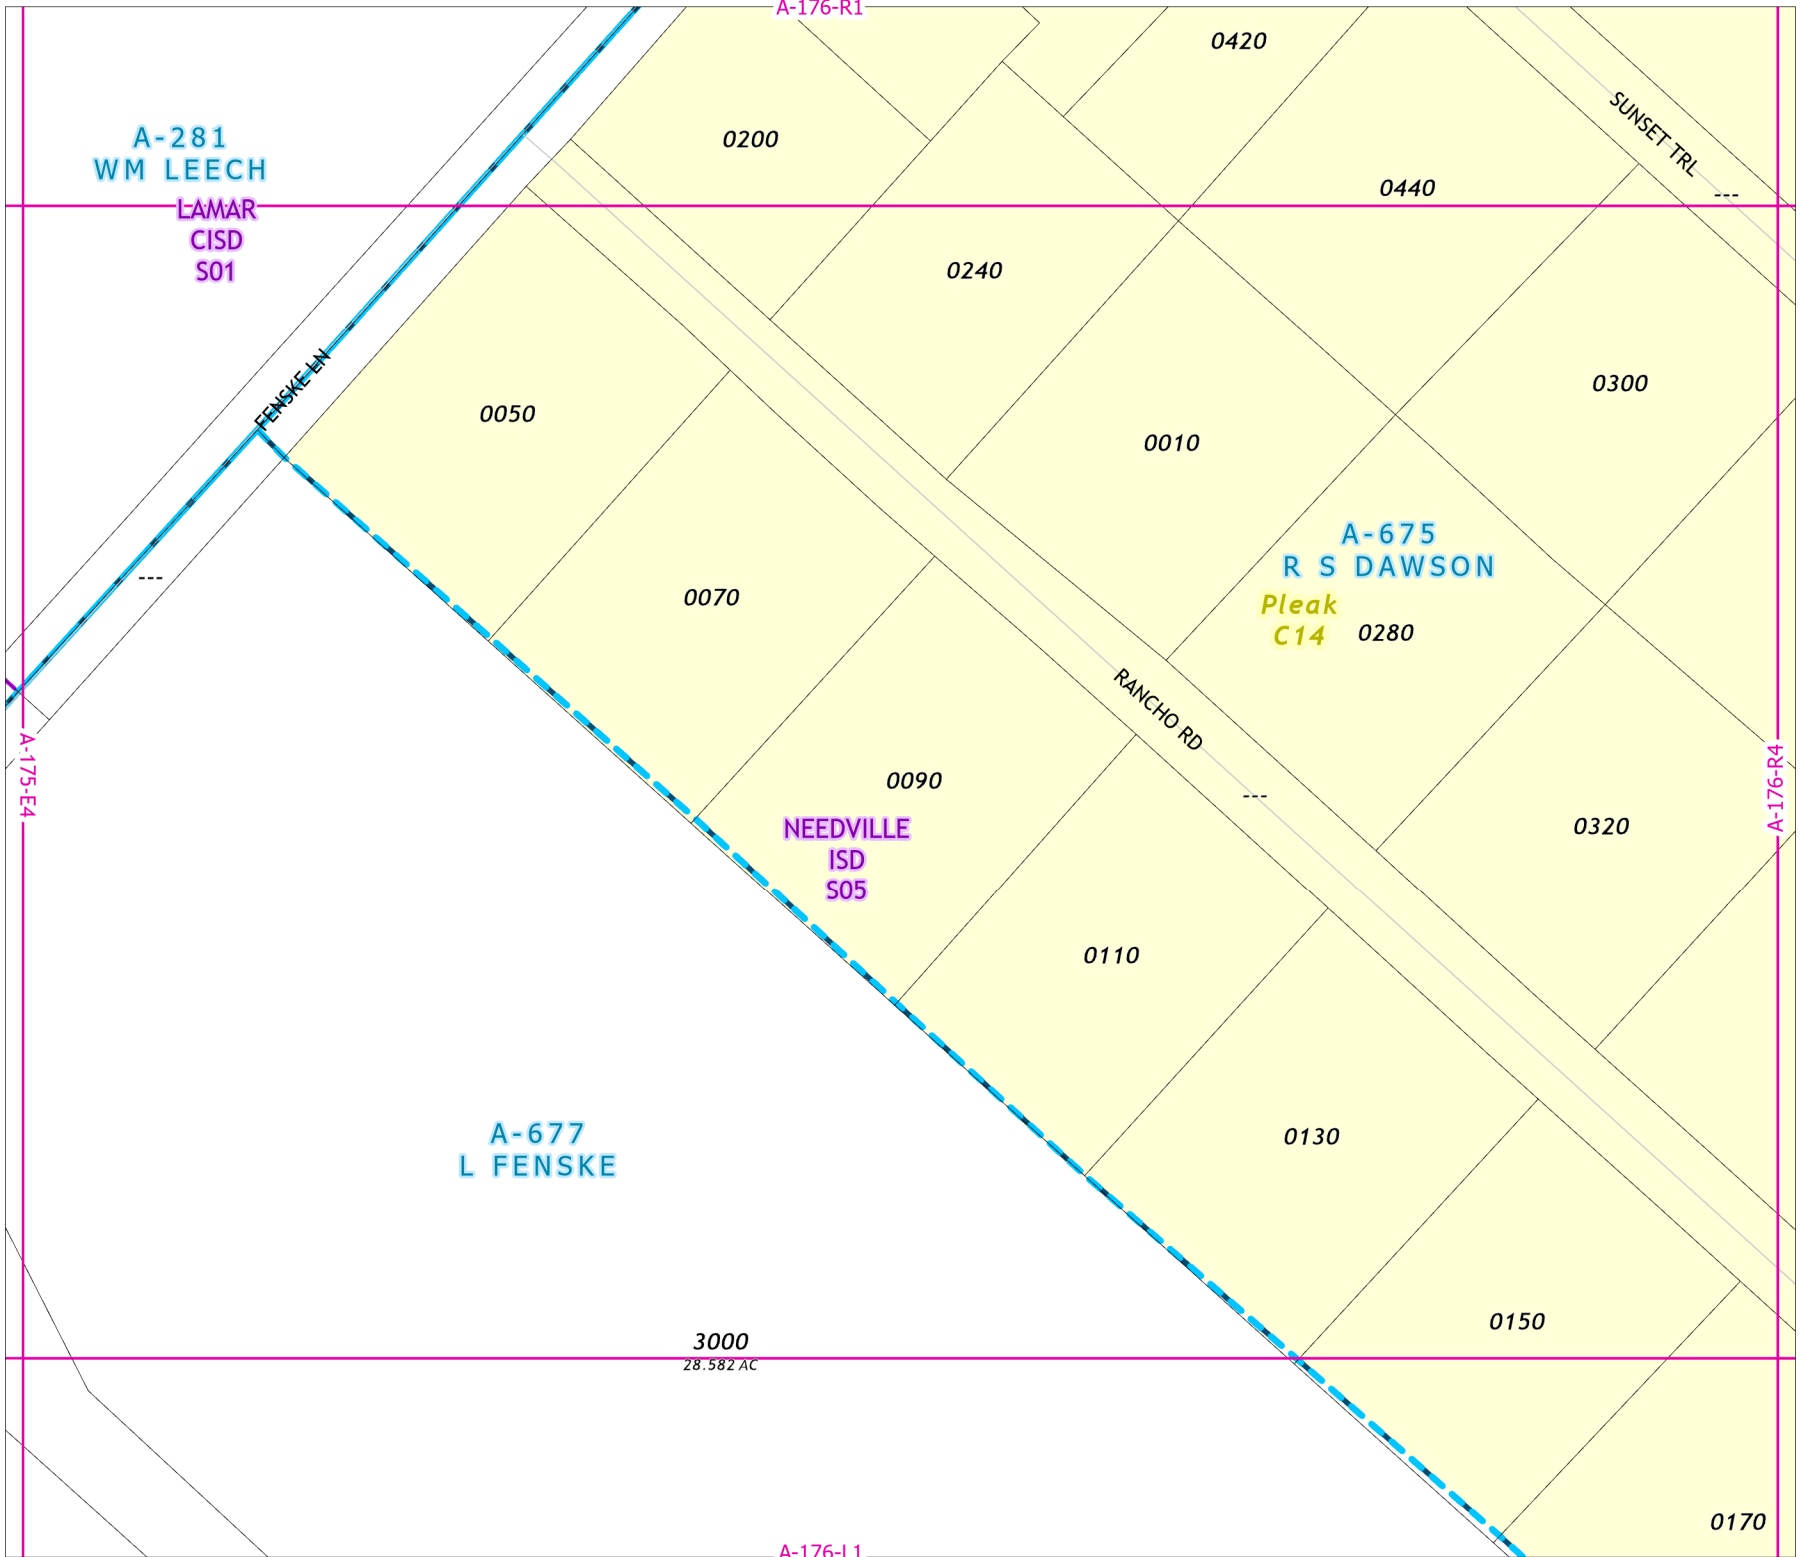 A-176-R1
0420
SUNSET TRL
A-281
WM LEECH
0200
0440
---
LAMAR
CISD
S01
0240
FENSKE LN
0300
0050
0010
A-675
R S DAWSON
---
0070
Pleak
C14
0280
RANCHO RD
A-175-E4
A-176-R4
0090
---
NEEDVILLE
ISD
S05
0320
0110
A-677
L FENSKE
0130
0150
3000
28.582 AC
0170
A-176-L1